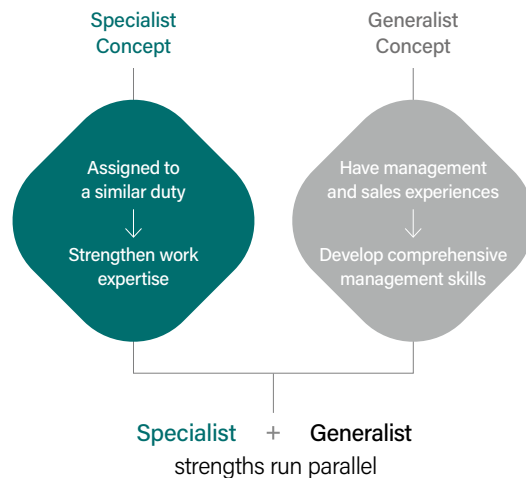 Specialist
Concept
Assigned to
a similar duty
Strengthen work
expertise
Generalist
Concept
Have management
and sales experiences
Develop comprehensive
management skills
Specialist + Generalist
strengths run parallel